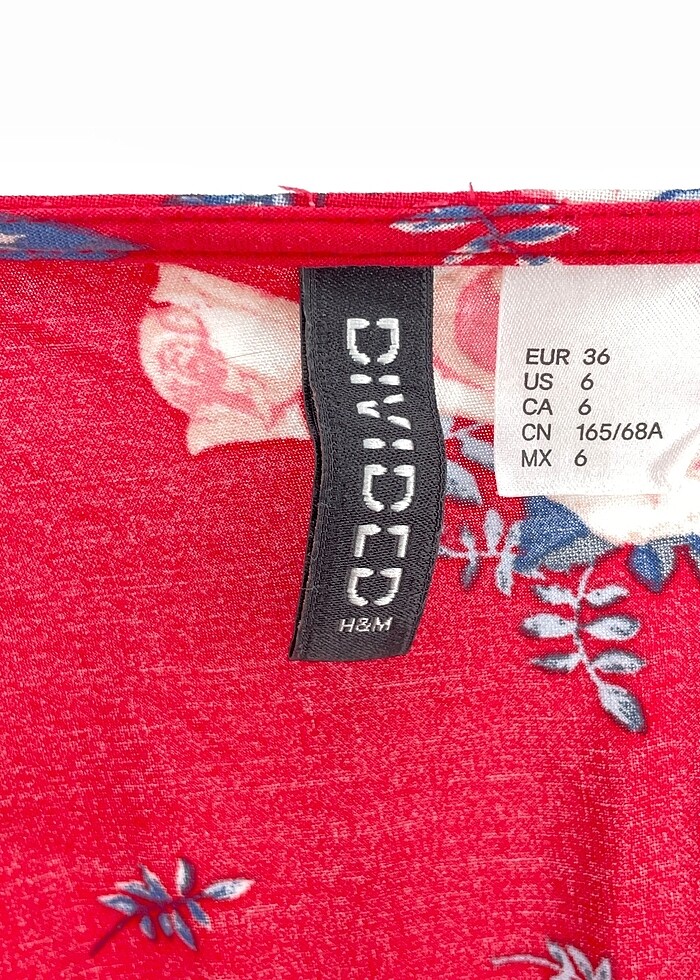 DIVIDED
H&M
EUR 36
US 6
CA 6
CN 165/68A
MX 6